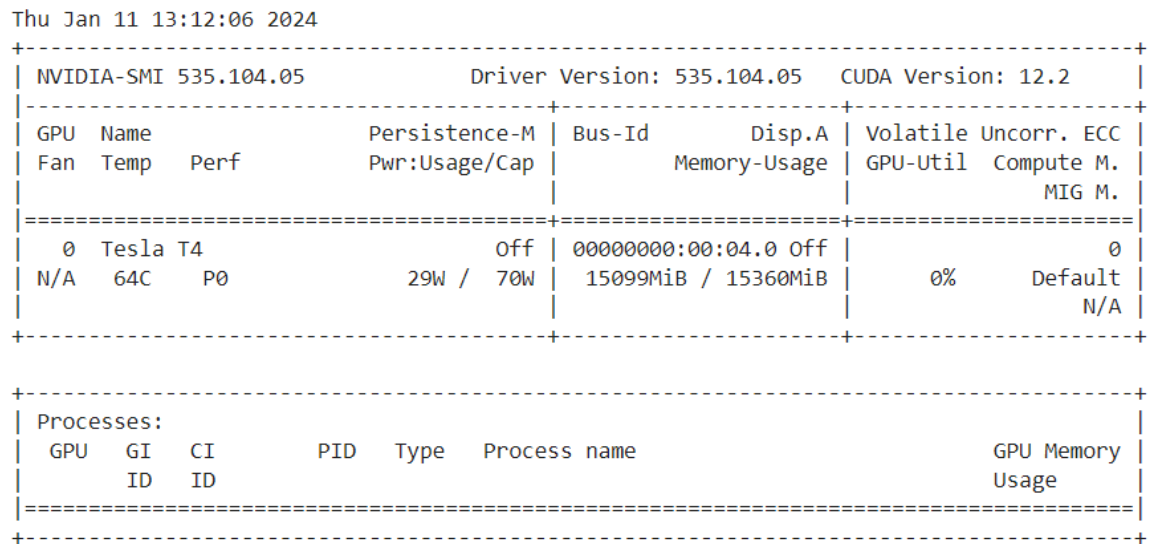 Thu Jan 11 13:12:06 2024
+---------------------------------------------------------------------------------------+
| NVIDIA-SMI 535.104.05             Driver Version: 535.104.05   CUDA Version: 12.2     |
|-----------------------------------------+----------------------+----------------------+
| GPU  Name                 Persistence-M | Bus-Id        Disp.A | Volatile Uncorr. ECC |
| Fan  Temp   Perf          Pwr:Usage/Cap |         Memory-Usage | GPU-Util  Compute M. |
|                                         |                      |               MIG M. |
|=========================================+======================+======================|
|   0  Tesla T4                       Off | 00000000:00:04.0 Off |                    0 |
| N/A   64C    P0              29W /  70W |  15099MiB / 15360MiB |      0%      Default |
|                                         |                      |                  N/A |
+-----------------------------------------+----------------------+----------------------+

+---------------------------------------------------------------------------------------+
| Processes:                                                                            |
|  GPU   GI   CI        PID   Type   Process name                            GPU Memory |
|        ID   ID                                                             Usage      |
|=======================================================================================|
+---------------------------------------------------------------------------------------+